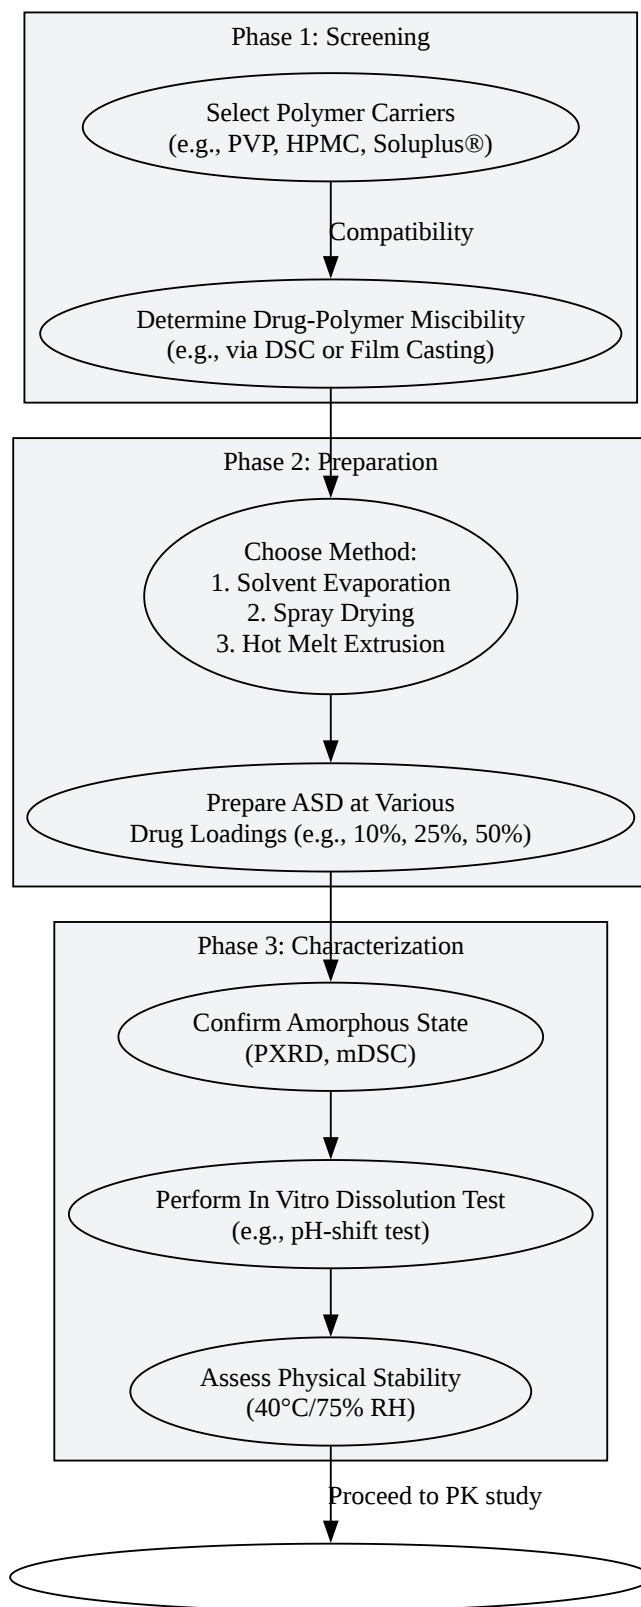 Phase 1: Screening
Select Polymer Carriers
(e.g., PVP, HPMC, Soluplus®)
Compatibility
Determine Drug-Polymer Miscibility
(e.g., via DSC or Film Casting)
Phase 2: Preparation
Choose Method:
1. Solvent Evaporation
2. Spray Drying
3. Hot Melt Extrusion
Prepare ASD at Various
Drug Loadings (e.g., 10%, 25%, 50%)
Phase 3: Characterization
Confirm Amorphous State
(PXRD, mDSC)
Perform In Vitro Dissolution Test
(e.g., pH-shift test)
Assess Physical Stability
(40°C/75% RH)
Proceed to PK study